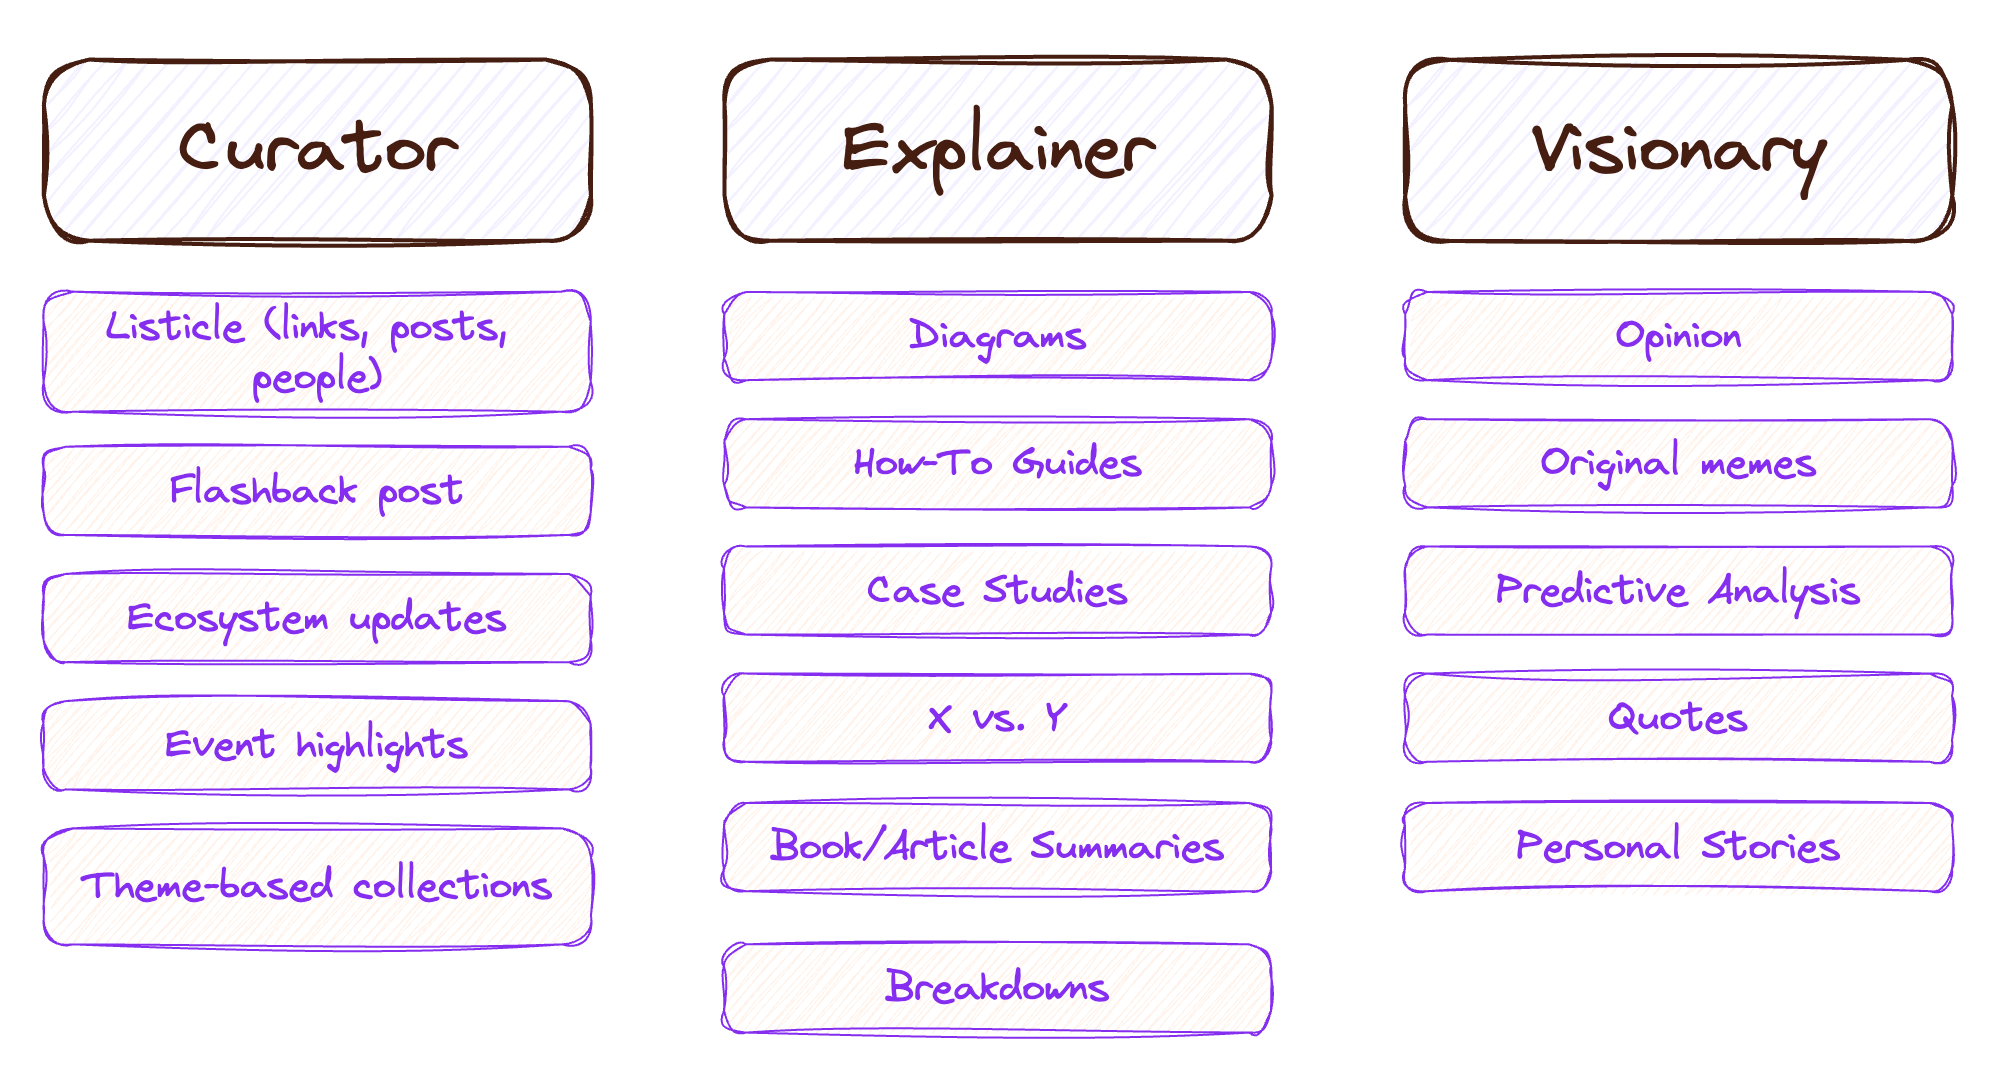 Curator
Listicle (links, posts,
people)
Flashback post
Ecosystem updates
Event highlights
Theme-based collections
Explainer
Diagrams
How-To Guides
Case Studies
X vs. Y
Book/Article Summaries
Breakdowns
Visionary
Opinion
Original memes
Predictive Analysis
Quotes
Personal Stories